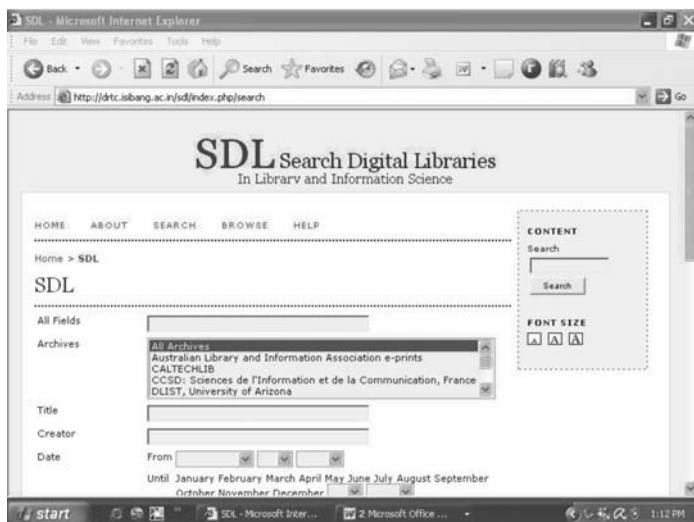 SDL - Microsoft Internet Explorer
File Edit View Favorites Tools Help
Back Search Favorites
Address http://drtc.isibang.ac.in/sdl/index.php/search Go
SDL Search Digital Libraries
In Library and Information Science
HOME ABOUT SEARCH BROWSE HELP
Home > SDL
SDL
All Fields
Archives
All Archives
Australian Library and Information Association e-prints
CALTECHLIB
CCSD: Sciences de l'Information et de la Communication, France
DLIST, University of Arizona
Title
Creator
Date From
Until January February March April May June July August September
October November December
CONTENT
Search
Search
FONT SIZE
A A A
start SDL - Microsoft Inter... 2 Microsoft Office ... 1:12 PM